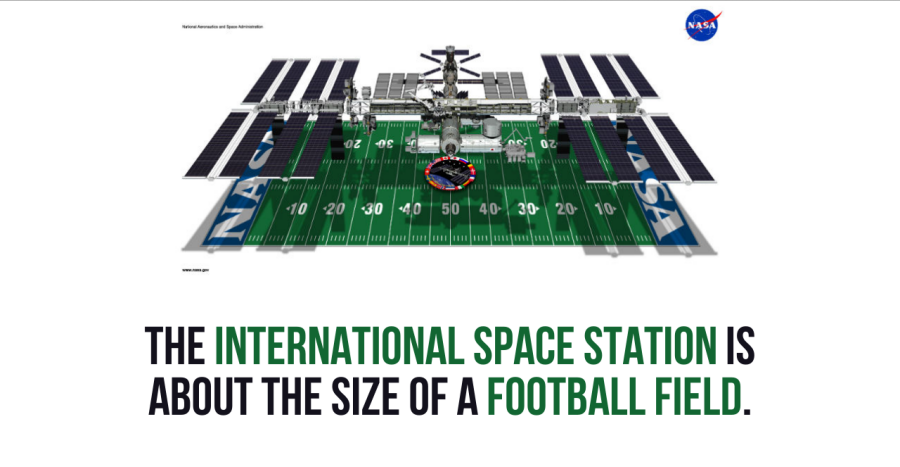 National Aeronautics and Space Administration
NASA
20 30 30 20
NASA NASA
10 20 30 40 50 40 30 20 10
www.nasa.gov
THE INTERNATIONAL SPACE STATION IS
ABOUT THE SIZE OF A FOOTBALL FIELD.